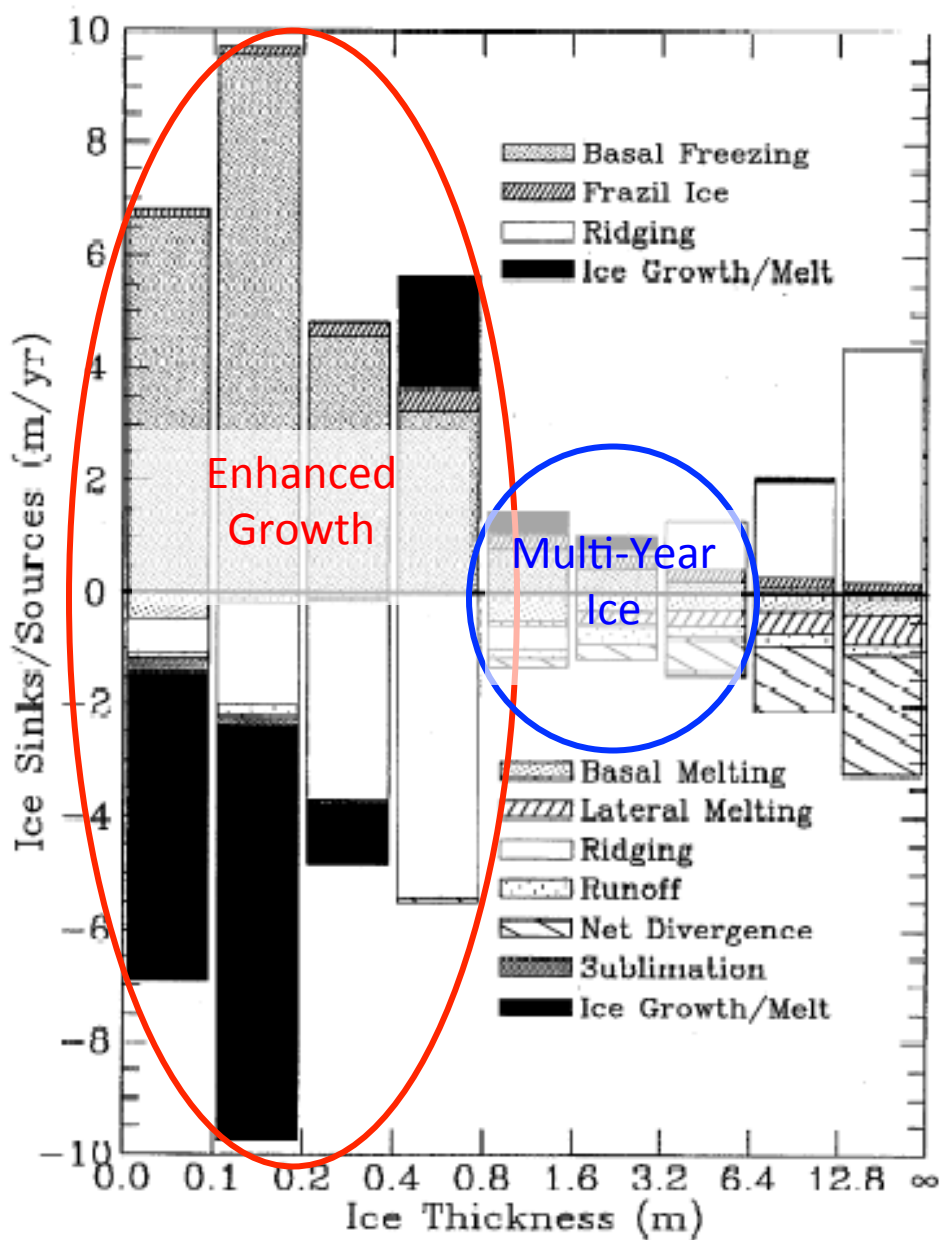 10
8
6
4
2
0
−2
−4
−6
−8
−10
Ice Sinks/Sources (m/yr)
Basal Freezing
Frazil Ice
Ridging
Ice Growth/Melt
Enhanced
Growth
Multi-Year
Ice
Basal Melting
Lateral Melting
Ridging
Runoff
Net Divergence
Sublimation
Ice Growth/Melt
0.0 0.1 0.2 0.4 0.8 1.6 3.2 6.4 12.8 ∞
Ice Thickness (m)